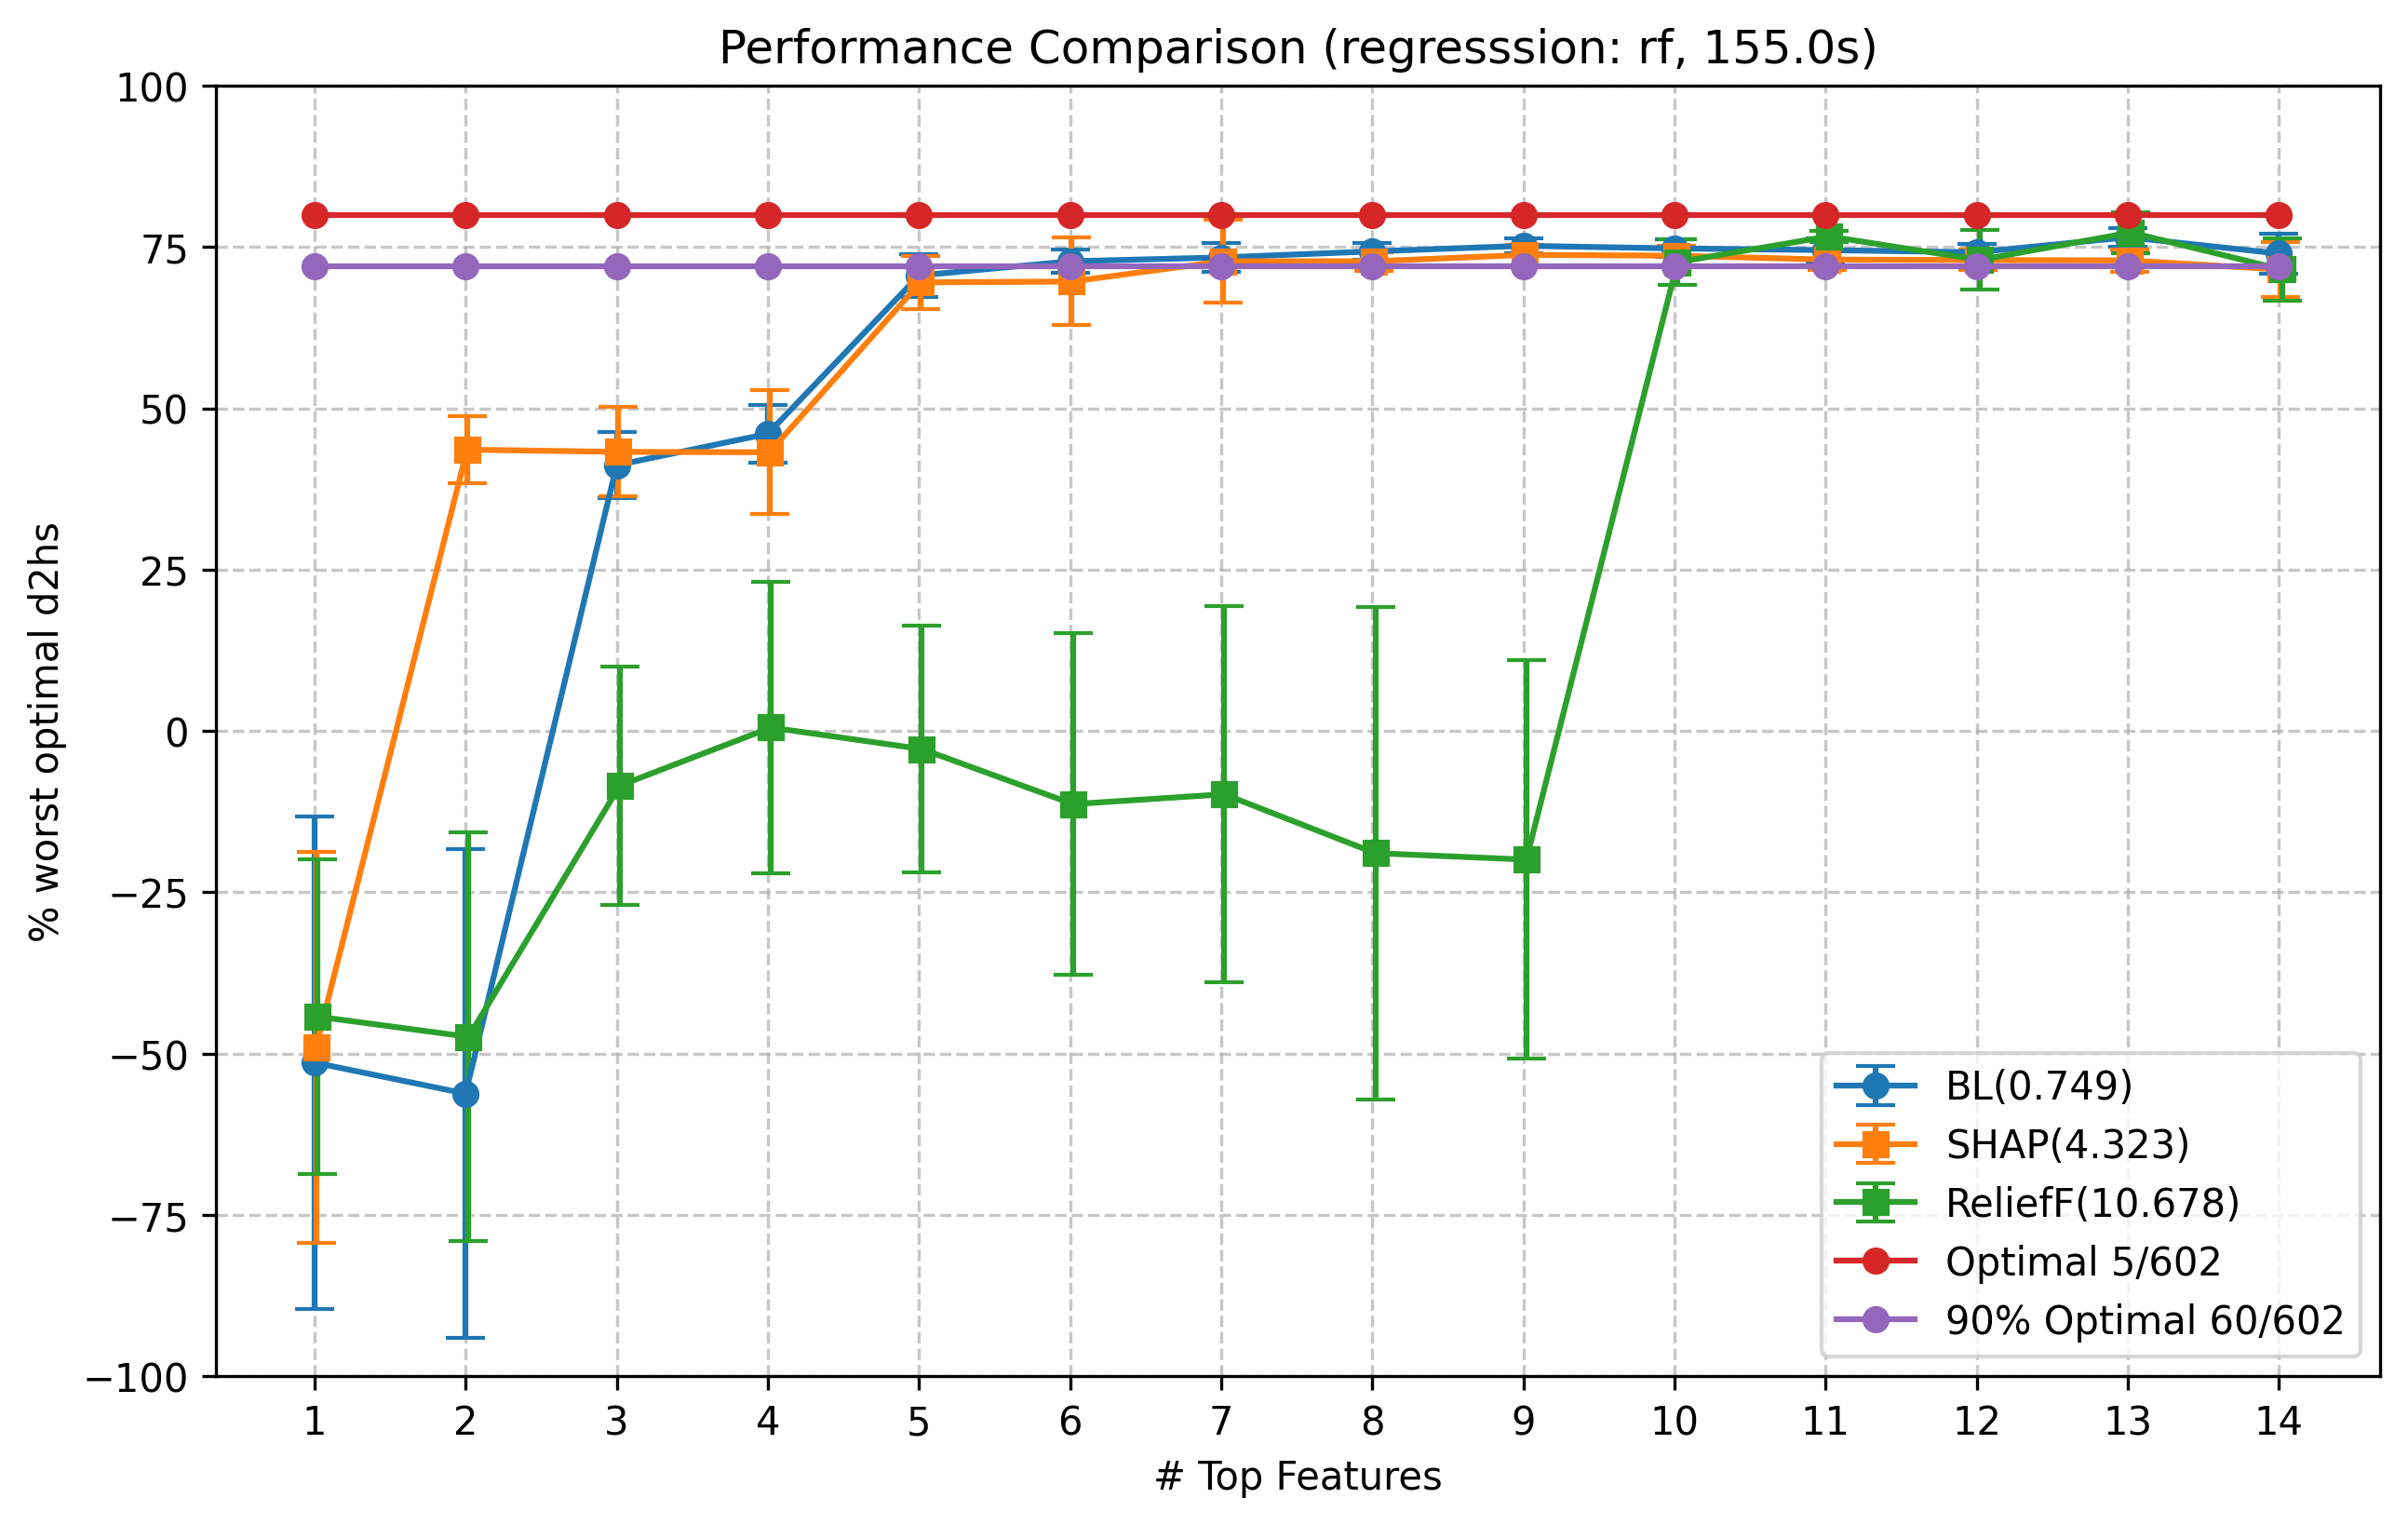 Performance Comparison (regresssion: rf, 155.0s)
% worst optimal d2hs
100
75
50
25
0
−25
−50
−75
−100
BL(0.749)
SHAP(4.323)
ReliefF(10.678)
Optimal 5/602
90% Optimal 60/602
1 2 3 4 5 6 7 8 9 10 11 12 13 14
# Top Features